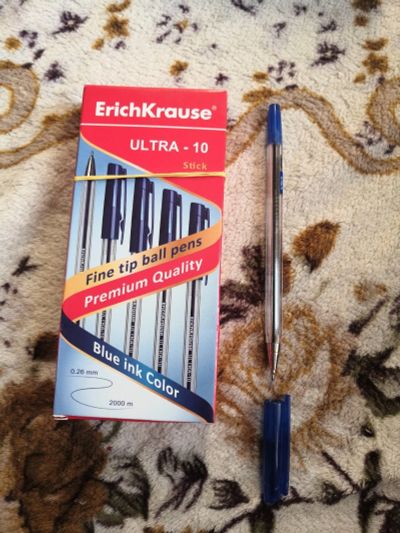 ErichKrause®
ULTRA - 10
Stick
Fine tip ball pens
Premium Quality
Blue ink Color
0.26 mm
2000 m